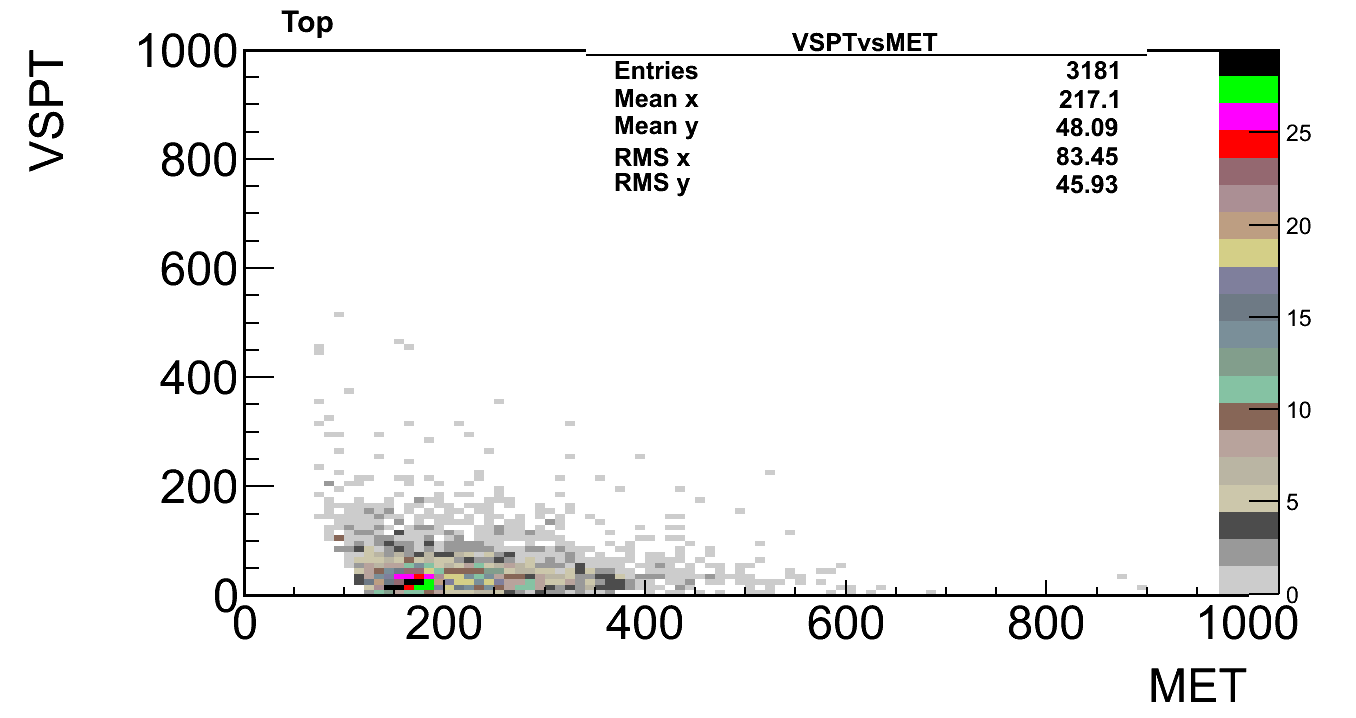 Top
VSPTvsMET
Entries 3181
Mean x 217.1
Mean y 48.09
RMS x 83.45
RMS y 45.93
VSPT
1000
800
600
400
200
0
0 200 400 600 800 1000
MET
25
20
15
10
5
0